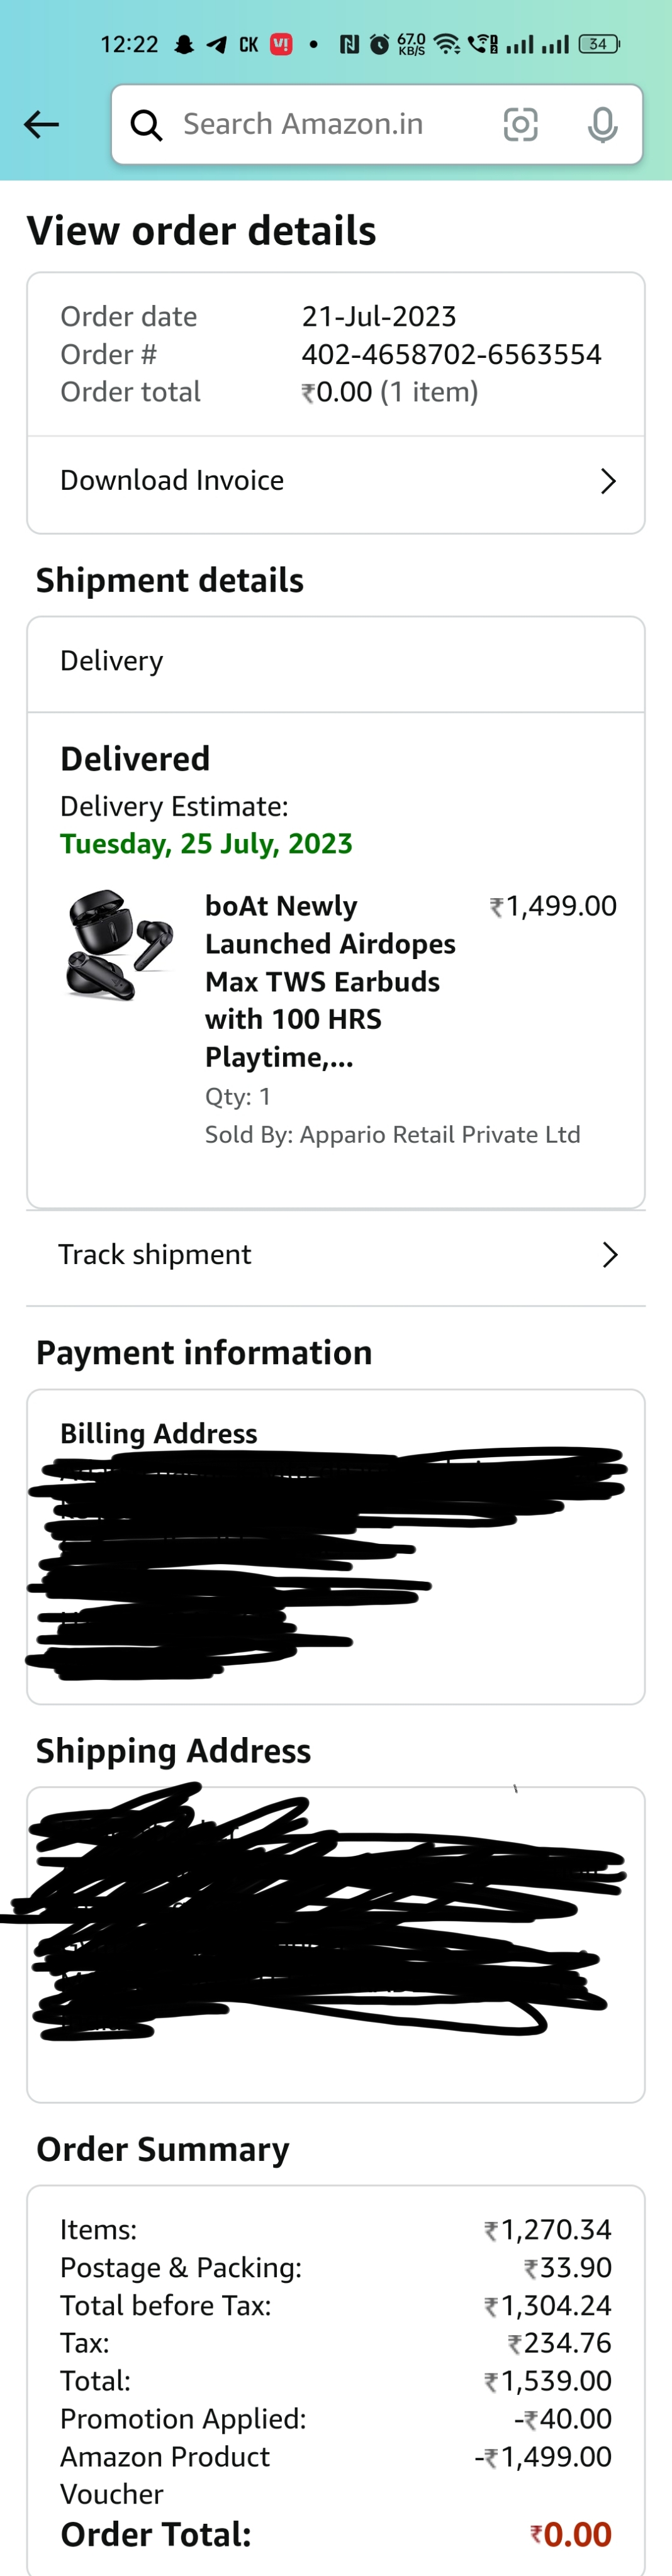 12:22 CK V! 67.0 KB/S 34
Search Amazon.in
View order details
Order date 21-Jul-2023
Order # 402-4658702-6563554
Order total ₹0.00 (1 item)
Download Invoice
Shipment details
Delivery
Delivered
Delivery Estimate:
Tuesday, 25 July, 2023
boAt Newly ₹1,499.00
Launched Airdopes
Max TWS Earbuds
with 100 HRS
Playtime,...
Qty: 1
Sold By: Appario Retail Private Ltd
Track shipment
Payment information
Billing Address
Shipping Address
Order Summary
Items: ₹1,270.34
Postage & Packing: ₹33.90
Total before Tax: ₹1,304.24
Tax: ₹234.76
Total: ₹1,539.00
Promotion Applied: -₹40.00
Amazon Product -₹1,499.00
Voucher
Order Total: ₹0.00